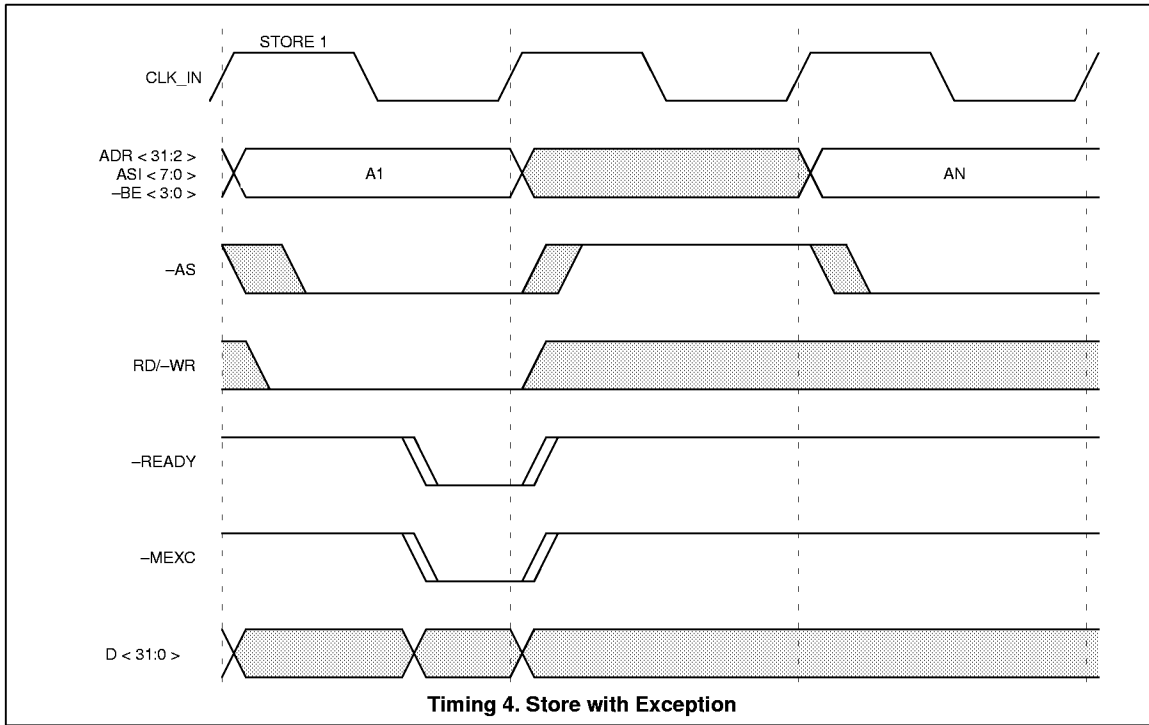 STORE 1
CLK_IN
ADR < 31:2 >
ASI < 7:0 >
–BE < 3:0 >
A1
AN
–AS
RD/–WR
–READY
–MEXC
D < 31:0 >
Timing 4. Store with Exception